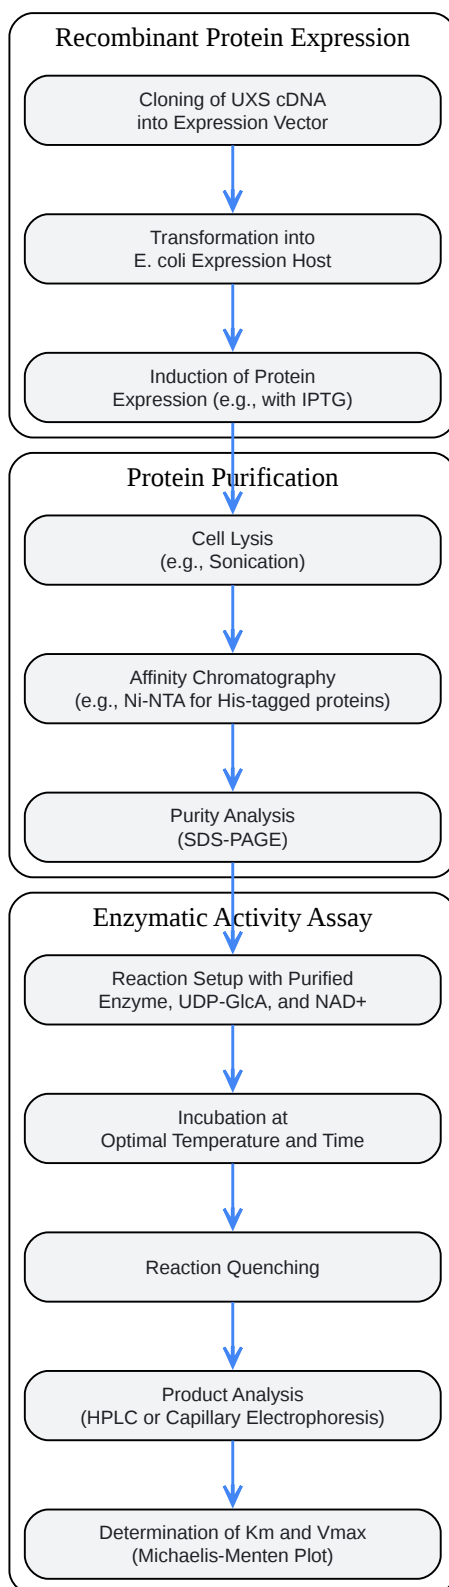 Recombinant Protein Expression
Cloning of UXS cDNA
into Expression Vector
Transformation into
E. coli Expression Host
Induction of Protein
Expression (e.g., with IPTG)
Protein Purification
Cell Lysis
(e.g., Sonication)
Affinity Chromatography
(e.g., Ni-NTA for His-tagged proteins)
Purity Analysis
(SDS-PAGE)
Enzymatic Activity Assay
Reaction Setup with Purified
Enzyme, UDP-GlcA, and NAD+
Incubation at
Optimal Temperature and Time
Reaction Quenching
Product Analysis
(HPLC or Capillary Electrophoresis)
Determination of Km and Vmax
(Michaelis-Menten Plot)